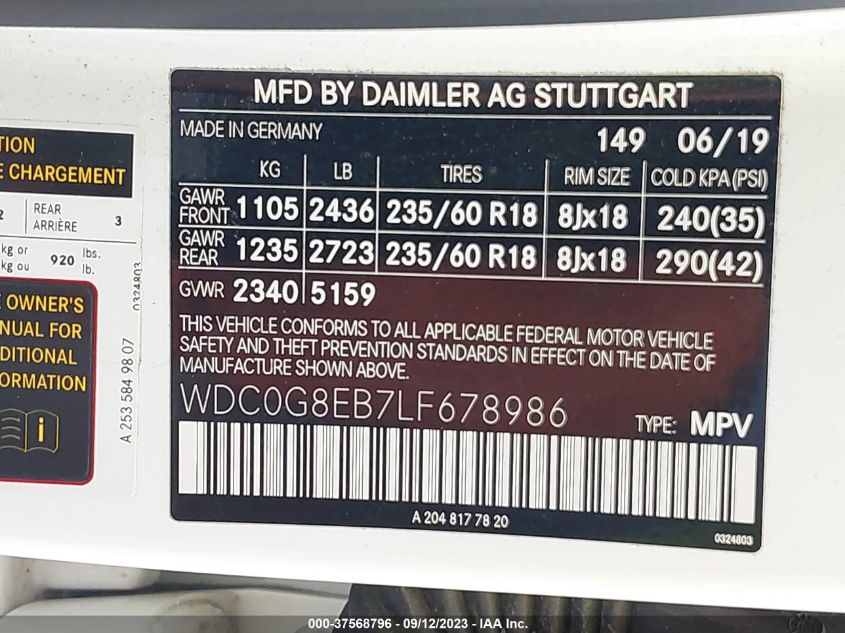 MFD BY DAIMLER AG STUTTGART
MADE IN GERMANY 149 06/19
KG LB TIRES RIM SIZE COLD KPA(PSI)
GAWR FRONT 1105 2436 235/60 R18 8Jx18 240(35)
GAWR REAR 1235 2723 235/60 R18 8Jx18 290(42)
GVWR 2340 5159
THIS VEHICLE CONFORMS TO ALL APPLICABLE FEDERAL MOTOR VEHICLE
SAFETY AND THEFT PREVENTION STANDARDS IN EFFECT ON THE DATE OF
MANUFACTURE SHOWN ABOVE.
WDC0G8EB7LF678986 TYPE: MPV
A 204 817 78 20
0324803
CHARGEMENT
2 REAR ARRIÈRE 3
kg or
kg ou 920 lbs.
lb.
OWNER'S
FOR
0324803
A 253 584 98 07
i
000-37568796 - 09/12/2023 - IAA Inc.